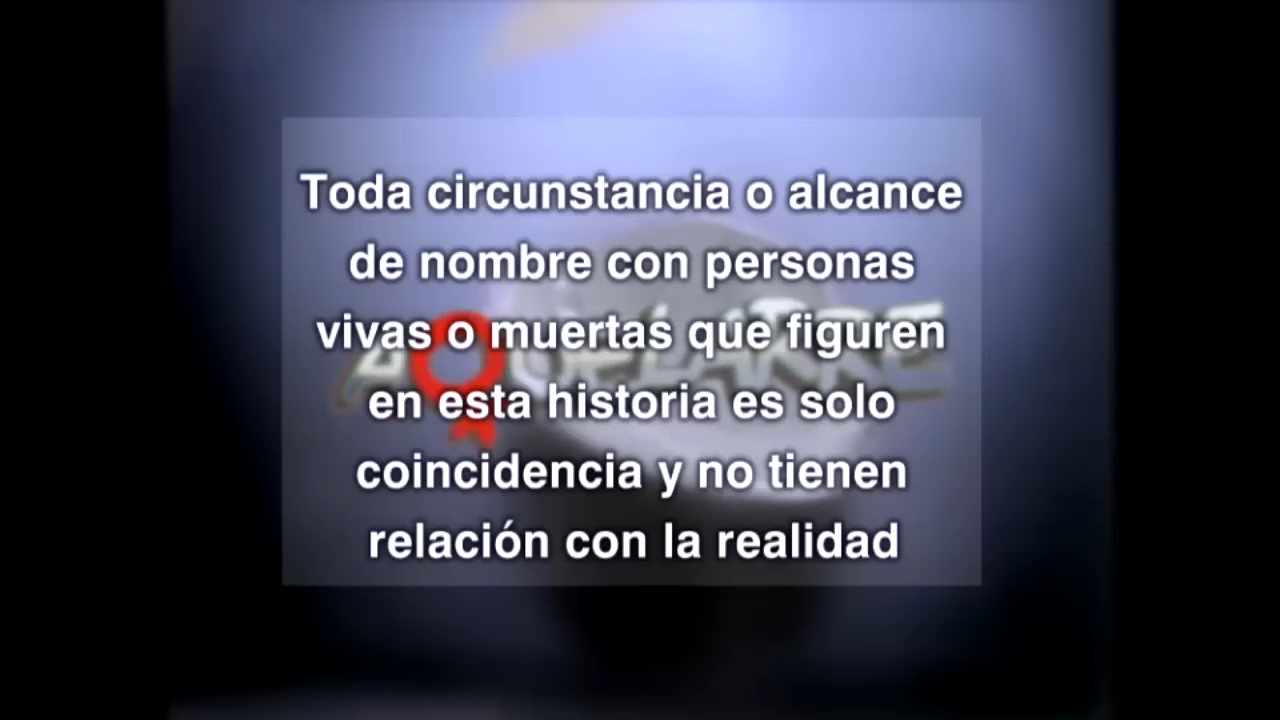 Toda circunstancia o alcance
de nombre con personas
vivas o muertas que figuren
en esta historia es solo
coincidencia y no tienen
relación con la realidad
AQUELARRE